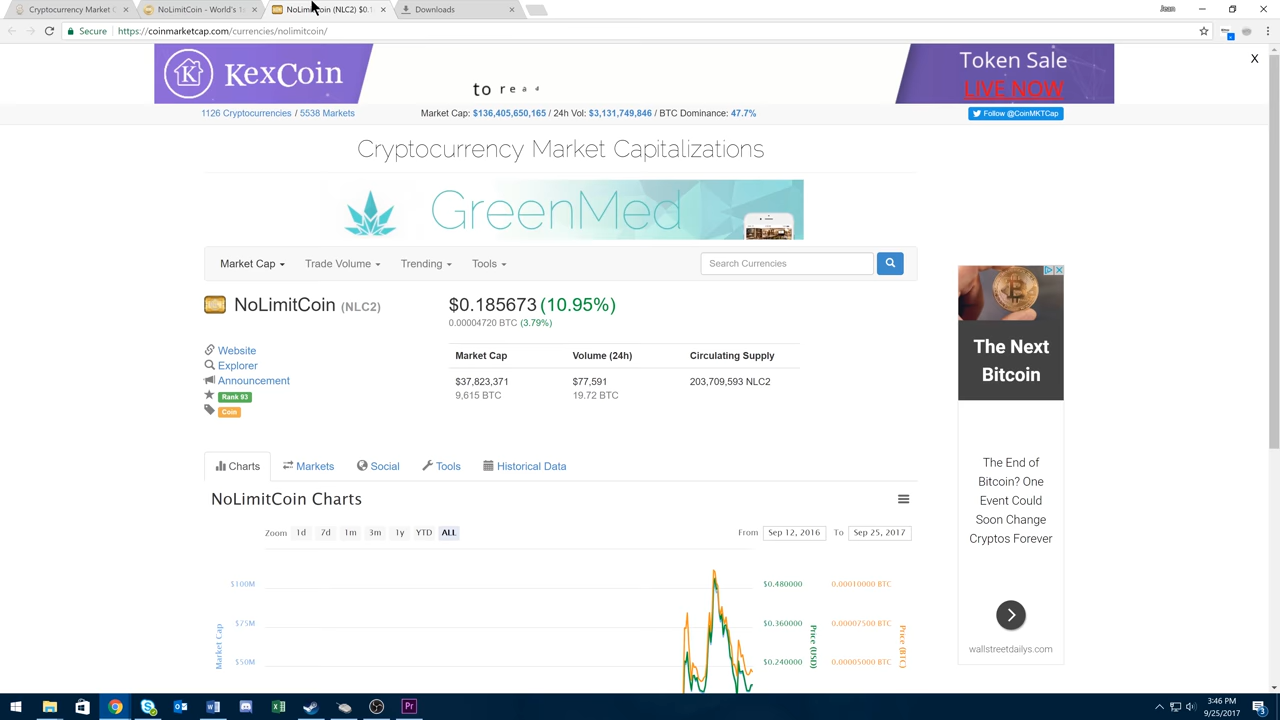 Cryptocurrency Market C
NoLimitCoin - World's 1s
NoLimitCoin (NLC2) $0.1
Downloads
Jean
Secure
https://coinmarketcap.com/currencies/nolimitcoin/
KexCoin
to read
Token Sale
LIVE NOW
X
1126 Cryptocurrencies / 5538 Markets
Market Cap: $136,405,650,165 / 24h Vol: $3,131,749,846 / BTC Dominance: 47.7%
Follow @CoinMKTCap
Cryptocurrency Market Capitalizations
GreenMed
Market Cap
Trade Volume
Trending
Tools
Search Currencies
NoLimitCoin (NLC2)
$0.185673 (10.95%)
0.00004720 BTC (3.79%)
Website
Explorer
Announcement
Rank 93
Coin
Market Cap
Volume (24h)
Circulating Supply
$37,823,371
$77,591
203,709,593 NLC2
9,615 BTC
19.72 BTC
The Next
Bitcoin
The End of
Bitcoin? One
Event Could
Soon Change
Cryptos Forever
wallstreetdailys.com
Charts
Markets
Social
Tools
Historical Data
NoLimitCoin Charts
Zoom 1d 7d 1m 3m 1y YTD ALL
From Sep 12, 2016 To Sep 25, 2017
$100M
$0.480000
0.00010000 BTC
$75M
$0.360000
0.00007500 BTC
$50M
$0.240000
0.00005000 BTC
Market Cap
Price (USD)
Price (BTC)
3:46 PM
9/25/2017